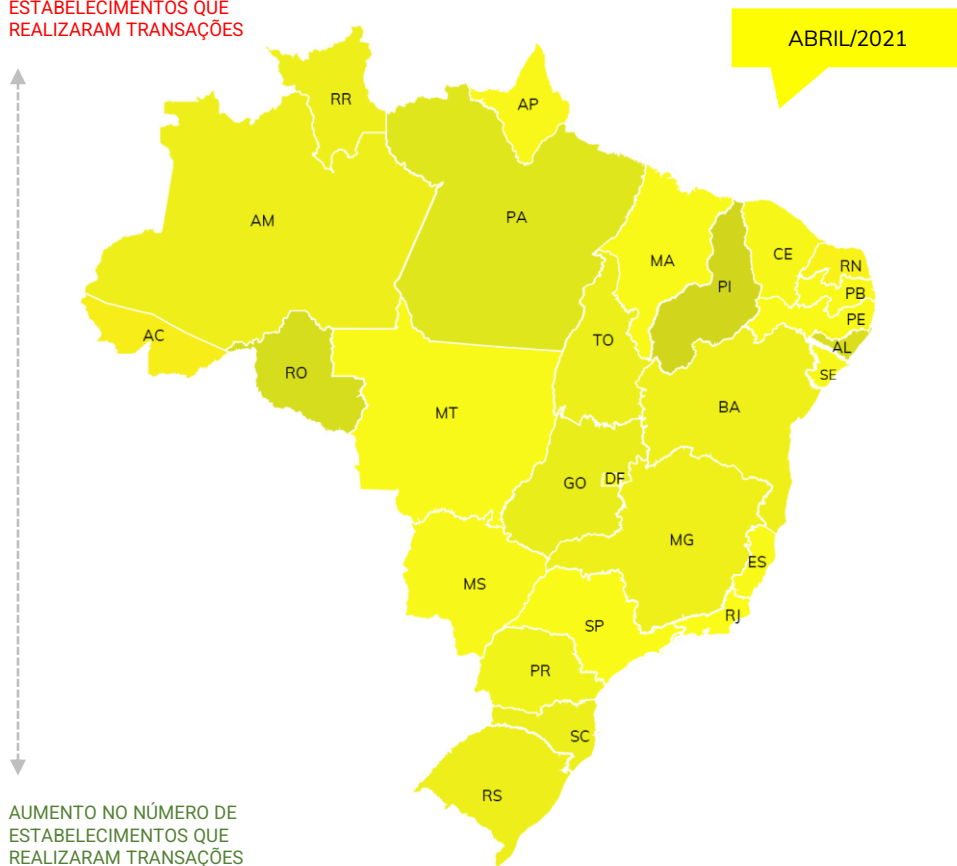 ESTABELECIMENTOS QUE
REALIZARAM TRANSAÇÕES
ABRIL/2021
RR
AP
AM
PA
MA
CE
RN
PI
PB
PE
AC
TO
AL
RO
SE
MT
BA
GO
DF
MG
ES
MS
RJ
SP
PR
SC
RS
AUMENTO NO NÚMERO DE
ESTABELECIMENTOS QUE
REALIZARAM TRANSAÇÕES